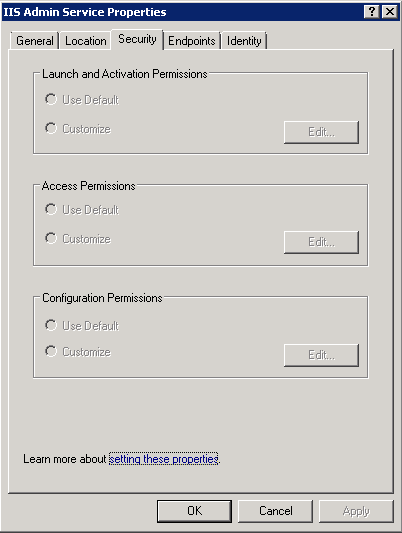 IIS Admin Service Properties
General Location Security Endpoints Identity
Launch and Activation Permissions
Use Default
Customize
Edit...
Access Permissions
Use Default
Customize
Edit...
Configuration Permissions
Use Default
Customize
Edit...
Learn more about setting these properties.
OK Cancel Apply